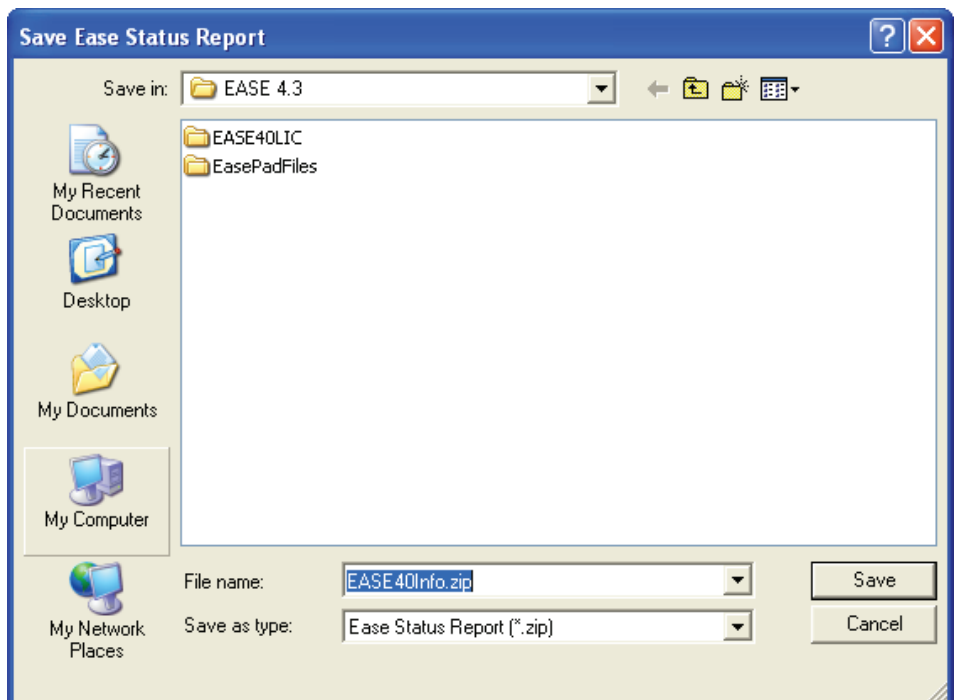 Save Ease Status Report
Save in:
EASE 4.3
EASE40LIC
EasePadFiles
My Recent
Documents
Desktop
My Documents
My Computer
My Network
Places
File name:
EASE40Info.zip
Save
Save as type:
Ease Status Report (*.zip)
Cancel